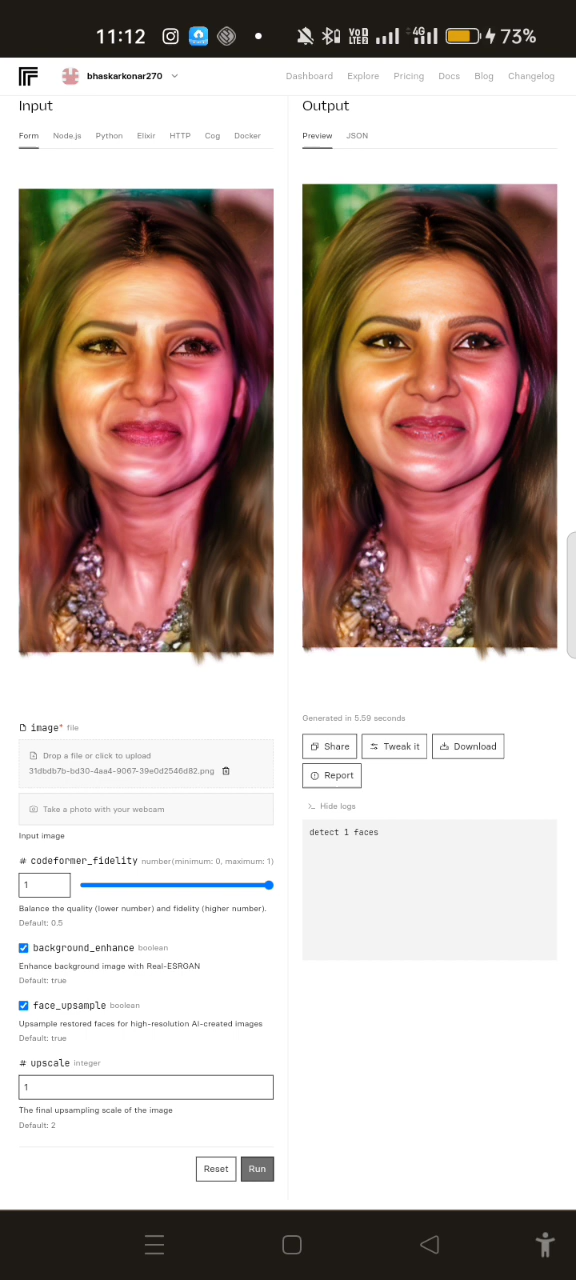 11:12
Vo LTE2
4G
73%
bhaskarkonar270
Dashboard Explore Pricing Docs Blog Changelog
Input
Form Node.js Python Elixir HTTP Cog Docker
image* file
Drop a file or click to upload
31dbdb7b-bd30-4aa4-9067-39e0d2546d82.png
Take a photo with your webcam
Input image
# codeformer_fidelity number(minimum: 0, maximum: 1)
1
Balance the quality (lower number) and fidelity (higher number).
Default: 0.5
background_enhance boolean
Enhance background image with Real-ESRGAN
Default: true
face_upsample boolean
Upsample restored faces for high-resolution AI-created images
Default: true
# upscale integer
1
The final upsampling scale of the image
Default: 2
Reset Run
Output
Preview JSON
Generated in 5.59 seconds
Share Tweak it Download
Report
Hide logs
detect 1 faces